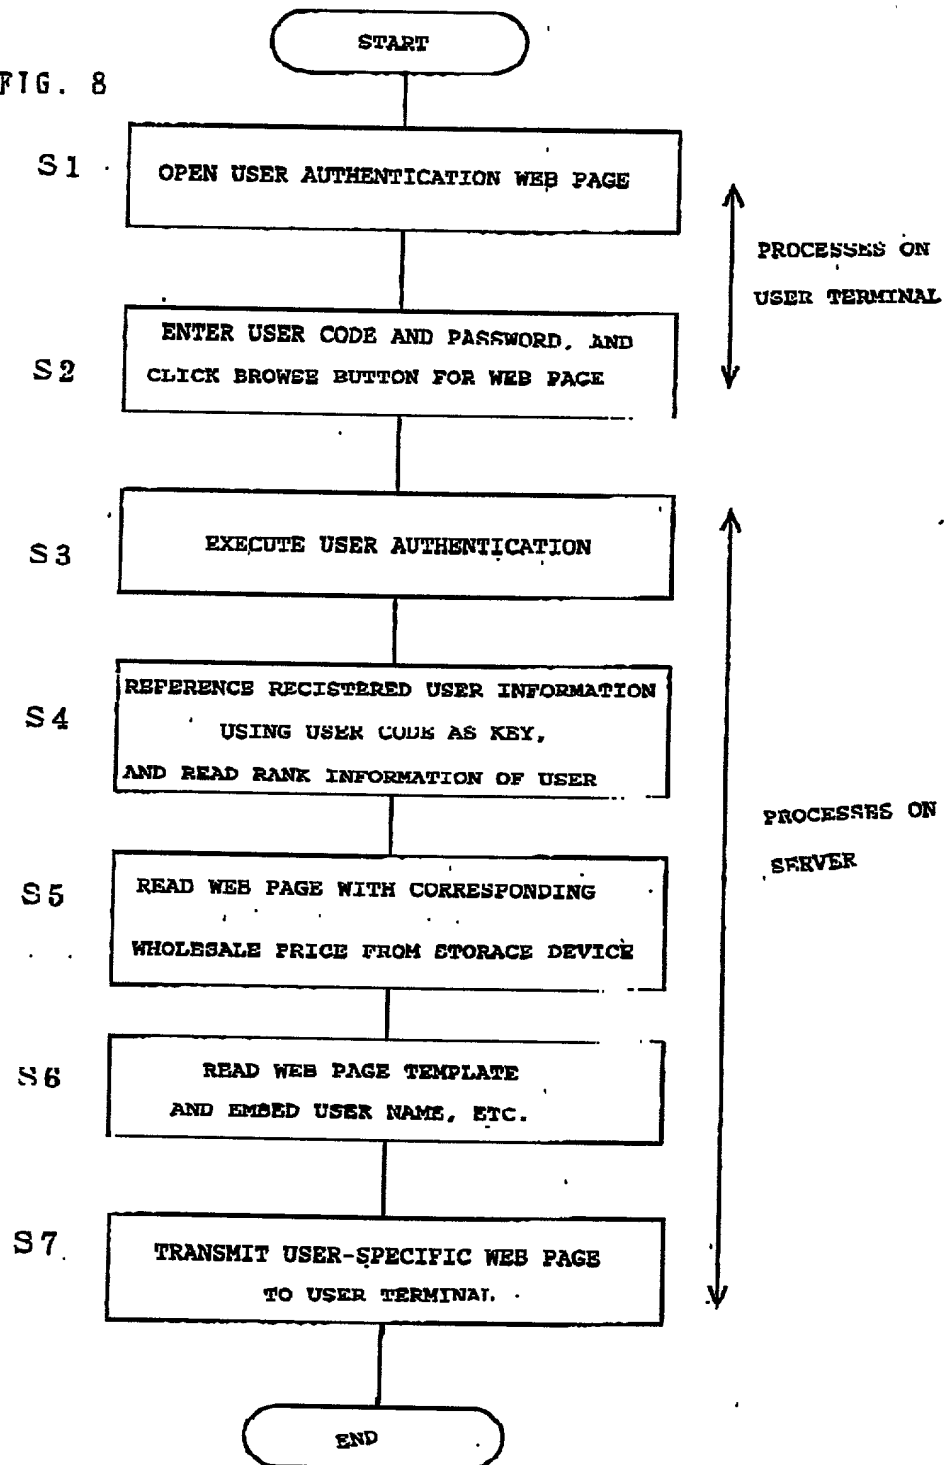 START
FIG. 8
S1
OPEN USER AUTHENTICATION WEB PAGE
PROCESSES ON
USER TERMINAL
S2
ENTER USER CODE AND PASSWORD, AND
CLICK BROWSE BUTTON FOR WEB PAGE
S3
EXECUTE USER AUTHENTICATION
S4
REFERENCE REGISTERED USER INFORMATION
USING USER CODE AS KEY,
AND READ RANK INFORMATION OF USER
PROCESSES ON
SERVER
S5
READ WEB PAGE WITH CORRESPONDING
WHOLESALE PRICE FROM STORAGE DEVICE
S6
READ WEB PAGE TEMPLATE
AND EMBED USER NAME, ETC.
S7
TRANSMIT USER-SPECIFIC WEB PAGE
TO USER TERMINAL
END